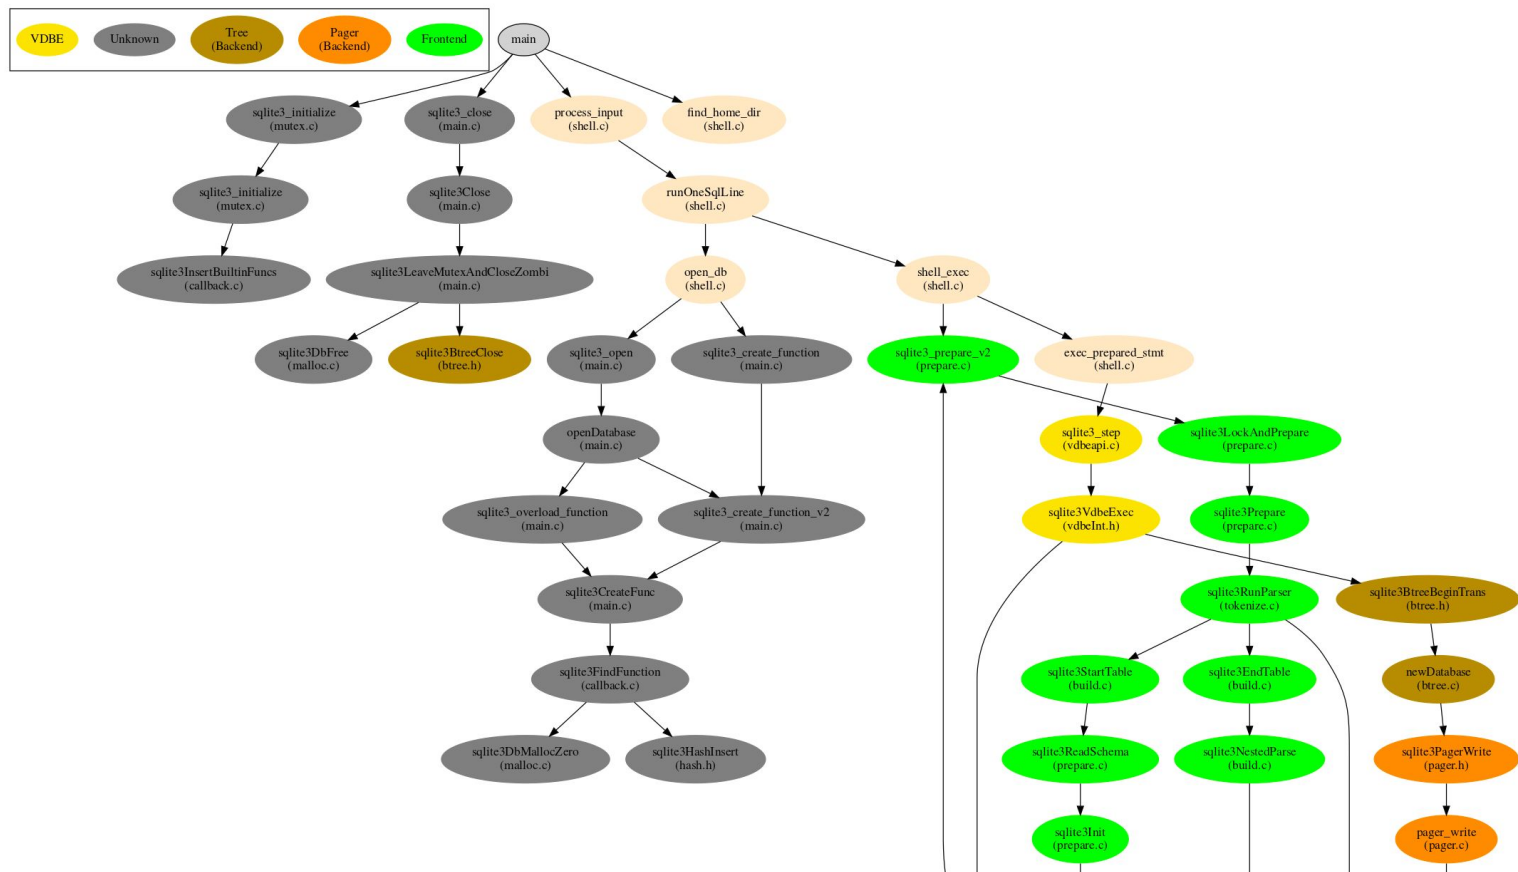 VDBE
Unknown
Tree
(Backend)
Pager
(Backend)
Frontend
main
sqlite3_initialize
(mutex.c)
sqlite3_close
(main.c)
process_input
(shell.c)
find_home_dir
(shell.c)
sqlite3_initialize
(mutex.c)
sqlite3Close
(main.c)
runOneSqlLine
(shell.c)
sqlite3InsertBuiltinFuncs
(callback.c)
sqlite3LeaveMutexAndCloseZombi
(main.c)
open_db
(shell.c)
shell_exec
(shell.c)
sqlite3DbFree
(malloc.c)
sqlite3BtreeClose
(btree.h)
sqlite3_open
(main.c)
sqlite3_create_function
(main.c)
sqlite3_prepare_v2
(prepare.c)
exec_prepared_stmt
(shell.c)
openDatabase
(main.c)
sqlite3_step
(vdbeapi.c)
sqlite3LockAndPrepare
(prepare.c)
sqlite3_overload_function
(main.c)
sqlite3_create_function_v2
(main.c)
sqlite3VdbeExec
(vdbeInt.h)
sqlite3Prepare
(prepare.c)
sqlite3CreateFunc
(main.c)
sqlite3RunParser
(tokenize.c)
sqlite3BtreeBeginTrans
(btree.h)
sqlite3FindFunction
(callback.c)
sqlite3StartTable
(build.c)
sqlite3EndTable
(build.c)
newDatabase
(btree.c)
sqlite3DbMallocZero
(malloc.c)
sqlite3HashInsert
(hash.h)
sqlite3ReadSchema
(prepare.c)
sqlite3NestedParse
(build.c)
sqlite3PagerWrite
(pager.h)
sqlite3Init
(prepare.c)
pager_write
(pager.c)